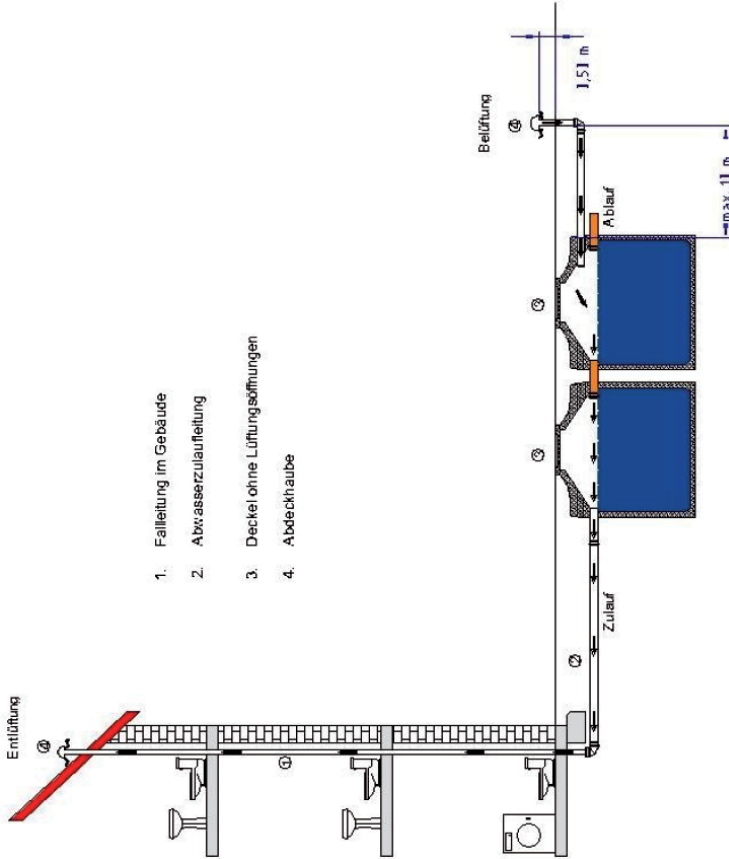 Entlüftung
④
1. Fallleitung im Gebäude
2. Abwasserzulaufleitung
3. Deckel ohne Lüftungsöffnungen
4. Abdeckhaube
Belüftung
④
1,51 m
①
②
③
③
Zulauf
Ablauf
max. 11 m